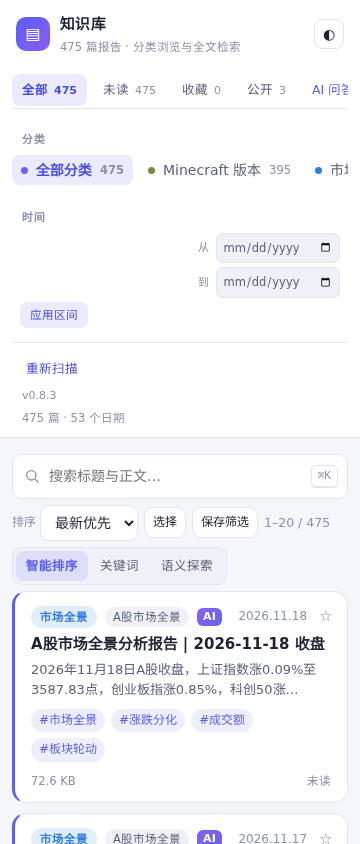 知识库
475 篇报告 · 分类浏览与全文检索
全部 475 未读 475 收藏 0 公开 3 AI 问答
分类
全部分类 475 Minecraft 版本 395
时间
从 mm/dd/yyyy
到 mm/dd/yyyy
应用区间
重新扫描
v0.8.3
475 篇 · 53 个日期
搜索标题与正文… ⌘K
排序 最新优先 选择 保存筛选 1–20 / 475
智能排序 关键词 语义探索
市场全景 A股市场全景 AI 2026.11.18 ☆
A股市场全景分析报告 | 2026-11-18 收盘
2026年11月18日A股收盘，上证指数涨0.09%至
3587.83点，创业板指涨0.85%，科创50涨…
#市场全景 #涨跌分化 #成交额
#板块轮动
72.6 KB 未读
市场全景 A股市场全景 AI 2026.11.17 ☆